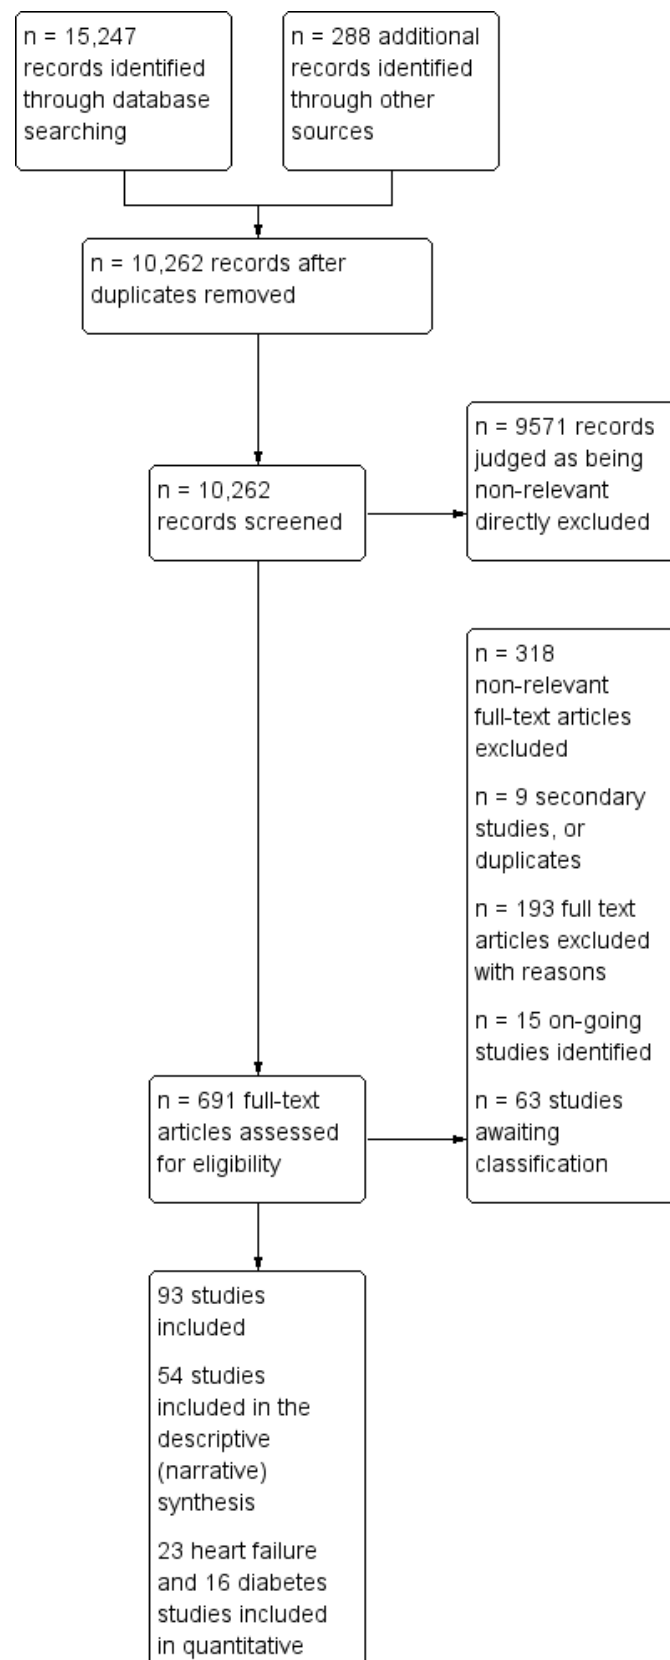 n = 15,247
records identified
through database
searching
n = 288 additional
records identified
through other
sources
n = 10,262 records after
duplicates removed
n = 9571 records
judged as being
non-relevant
directly excluded
n = 10,262
records screened
n = 318
non-relevant
full-text articles
excluded
n = 9 secondary
studies, or
duplicates
n = 193 full text
articles excluded
with reasons
n = 15 on-going
studies identified
n = 63 studies
awaiting
classification
n = 691 full-text
articles assessed
for eligibility
93 studies
included
54 studies
included in the
descriptive
(narrative)
synthesis
23 heart failure
and 16 diabetes
studies included
in quantitative